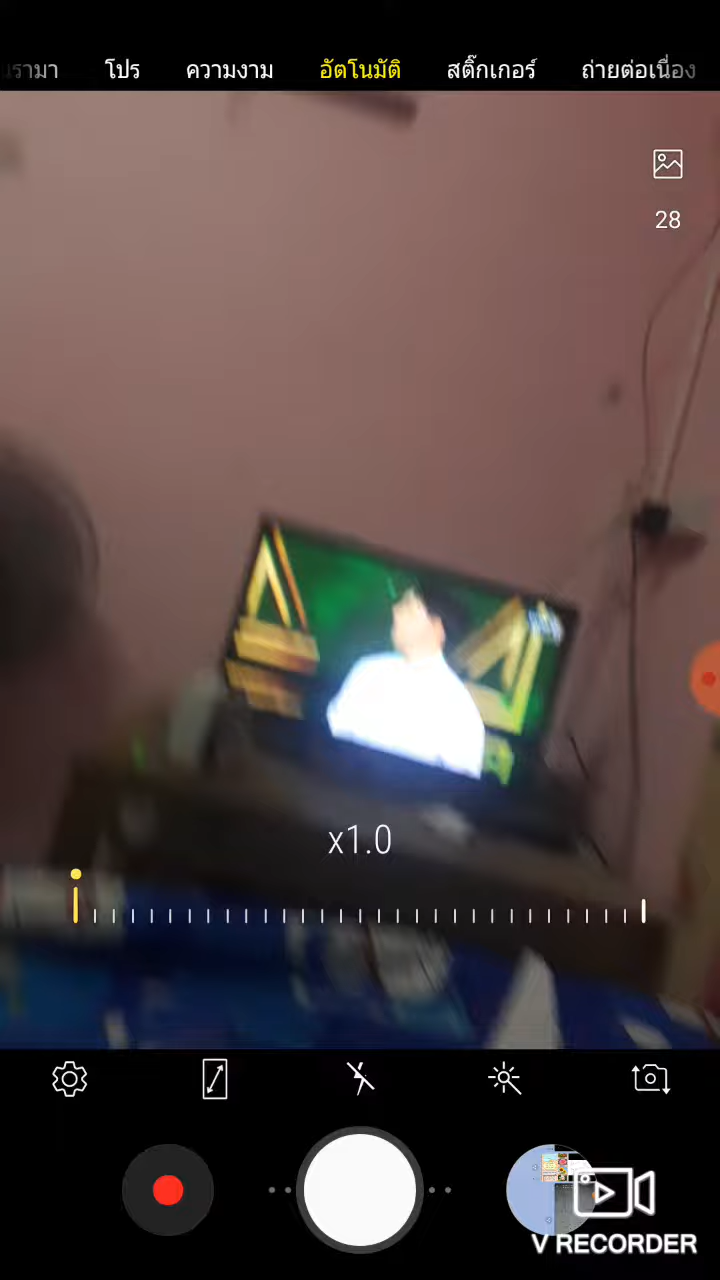 โปร ความงาม อัตโนมัติ สติ๊กเกอร์ ถ่ายต่อเนื่อง
28
x1.0
V RECORDER